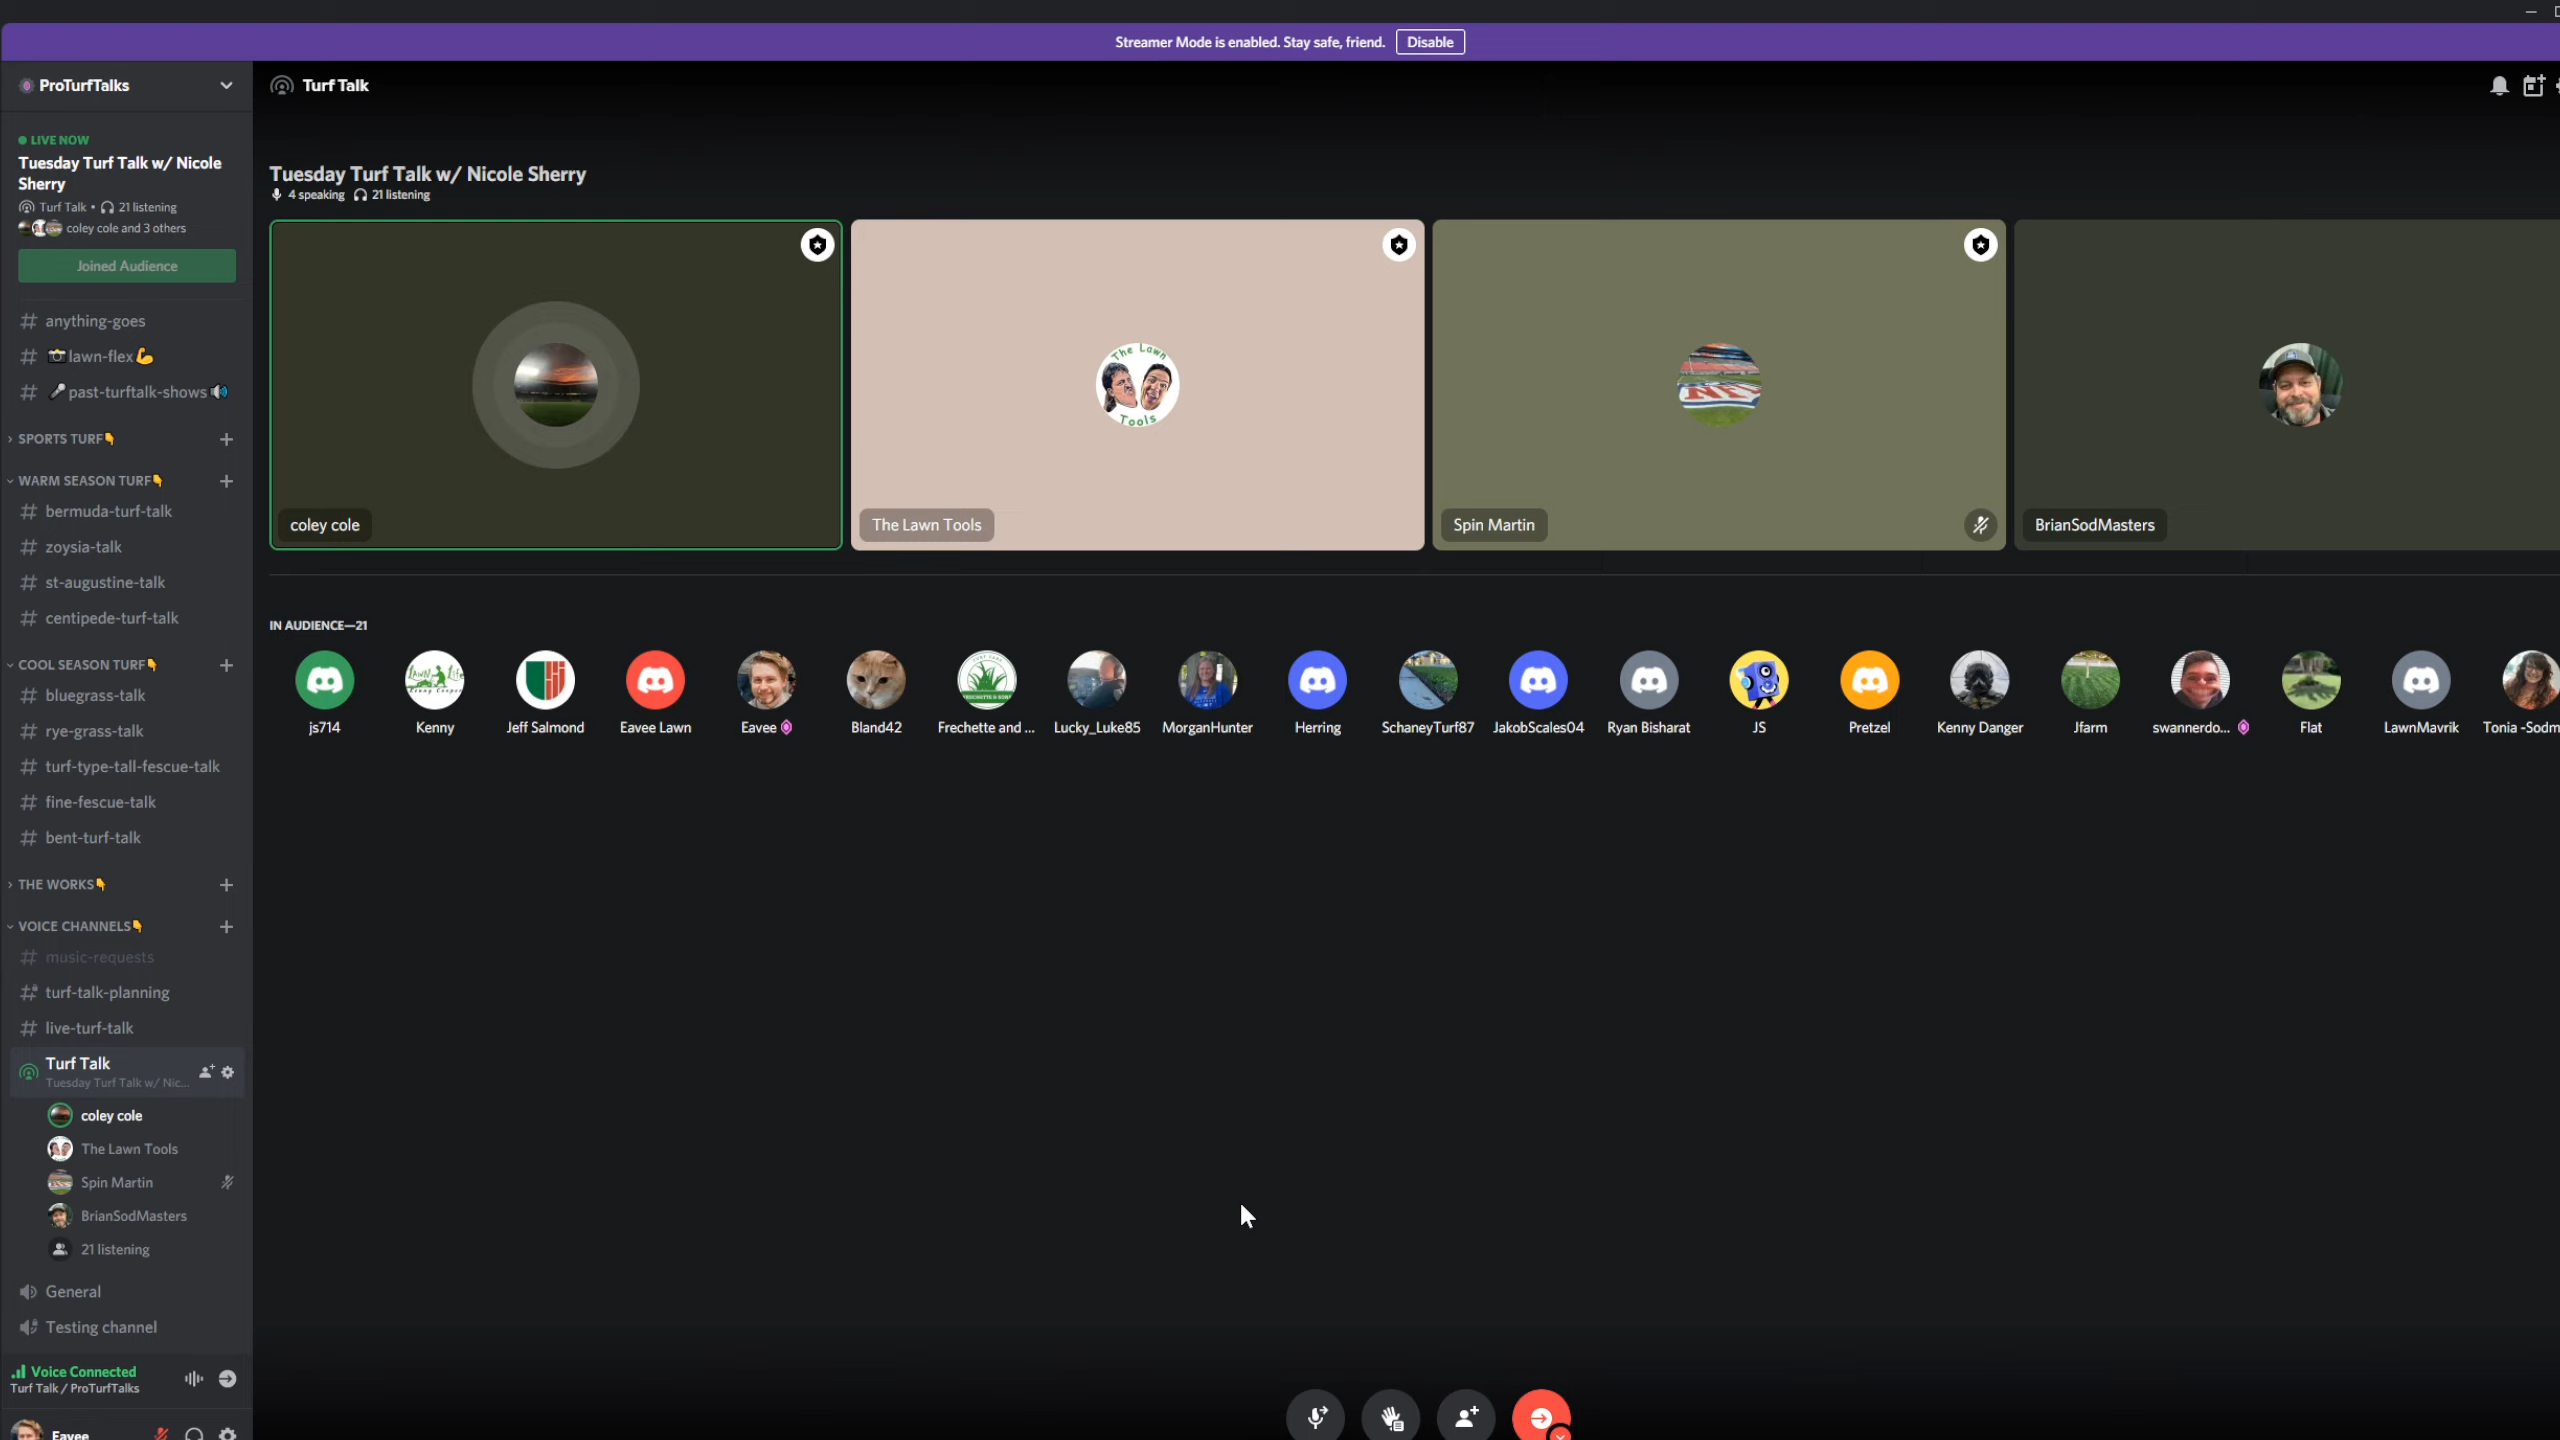 Streamer Mode is enabled. Stay safe, friend. Disable
ProTurfTalks
LIVE NOW
Tuesday Turf Talk w/ Nicole
Sherry
Turf Talk • 21 listening
coley cole and 3 others
Joined Audience
anything-goes
📸lawn-flex💪
🎤past-turftalk-shows🔊
SPORTS TURF👇
WARM SEASON TURF👇
bermuda-turf-talk
zoysia-talk
st-augustine-talk
centipede-turf-talk
COOL SEASON TURF👇
bluegrass-talk
rye-grass-talk
turf-type-tall-fescue-talk
fine-fescue-talk
bent-turf-talk
THE WORKS👇
VOICE CHANNELS👇
music-requests
turf-talk-planning
live-turf-talk
Turf Talk
Tuesday Turf Talk w/ Nic...
coley cole
The Lawn Tools
Spin Martin
BrianSodMasters
21 listening
General
Testing channel
Voice Connected
Turf Talk / ProTurfTalks
Eavee
Turf Talk
Tuesday Turf Talk w/ Nicole Sherry
4 speaking 21 listening
The Lawn
Tools
NFL
coley cole
The Lawn Tools
Spin Martin
BrianSodMasters
IN AUDIENCE—21
js714
Kenny
Jeff Salmond
Eavee Lawn
Eavee
Bland42
Frechette and ...
Lucky_Luke85
MorganHunter
Herring
SchaneyTurf87
JakobScales04
Ryan Bisharat
JS
Pretzel
Kenny Danger
Jfarm
swannerdo...
Flat
LawnMavrik
Tonia -Sodm